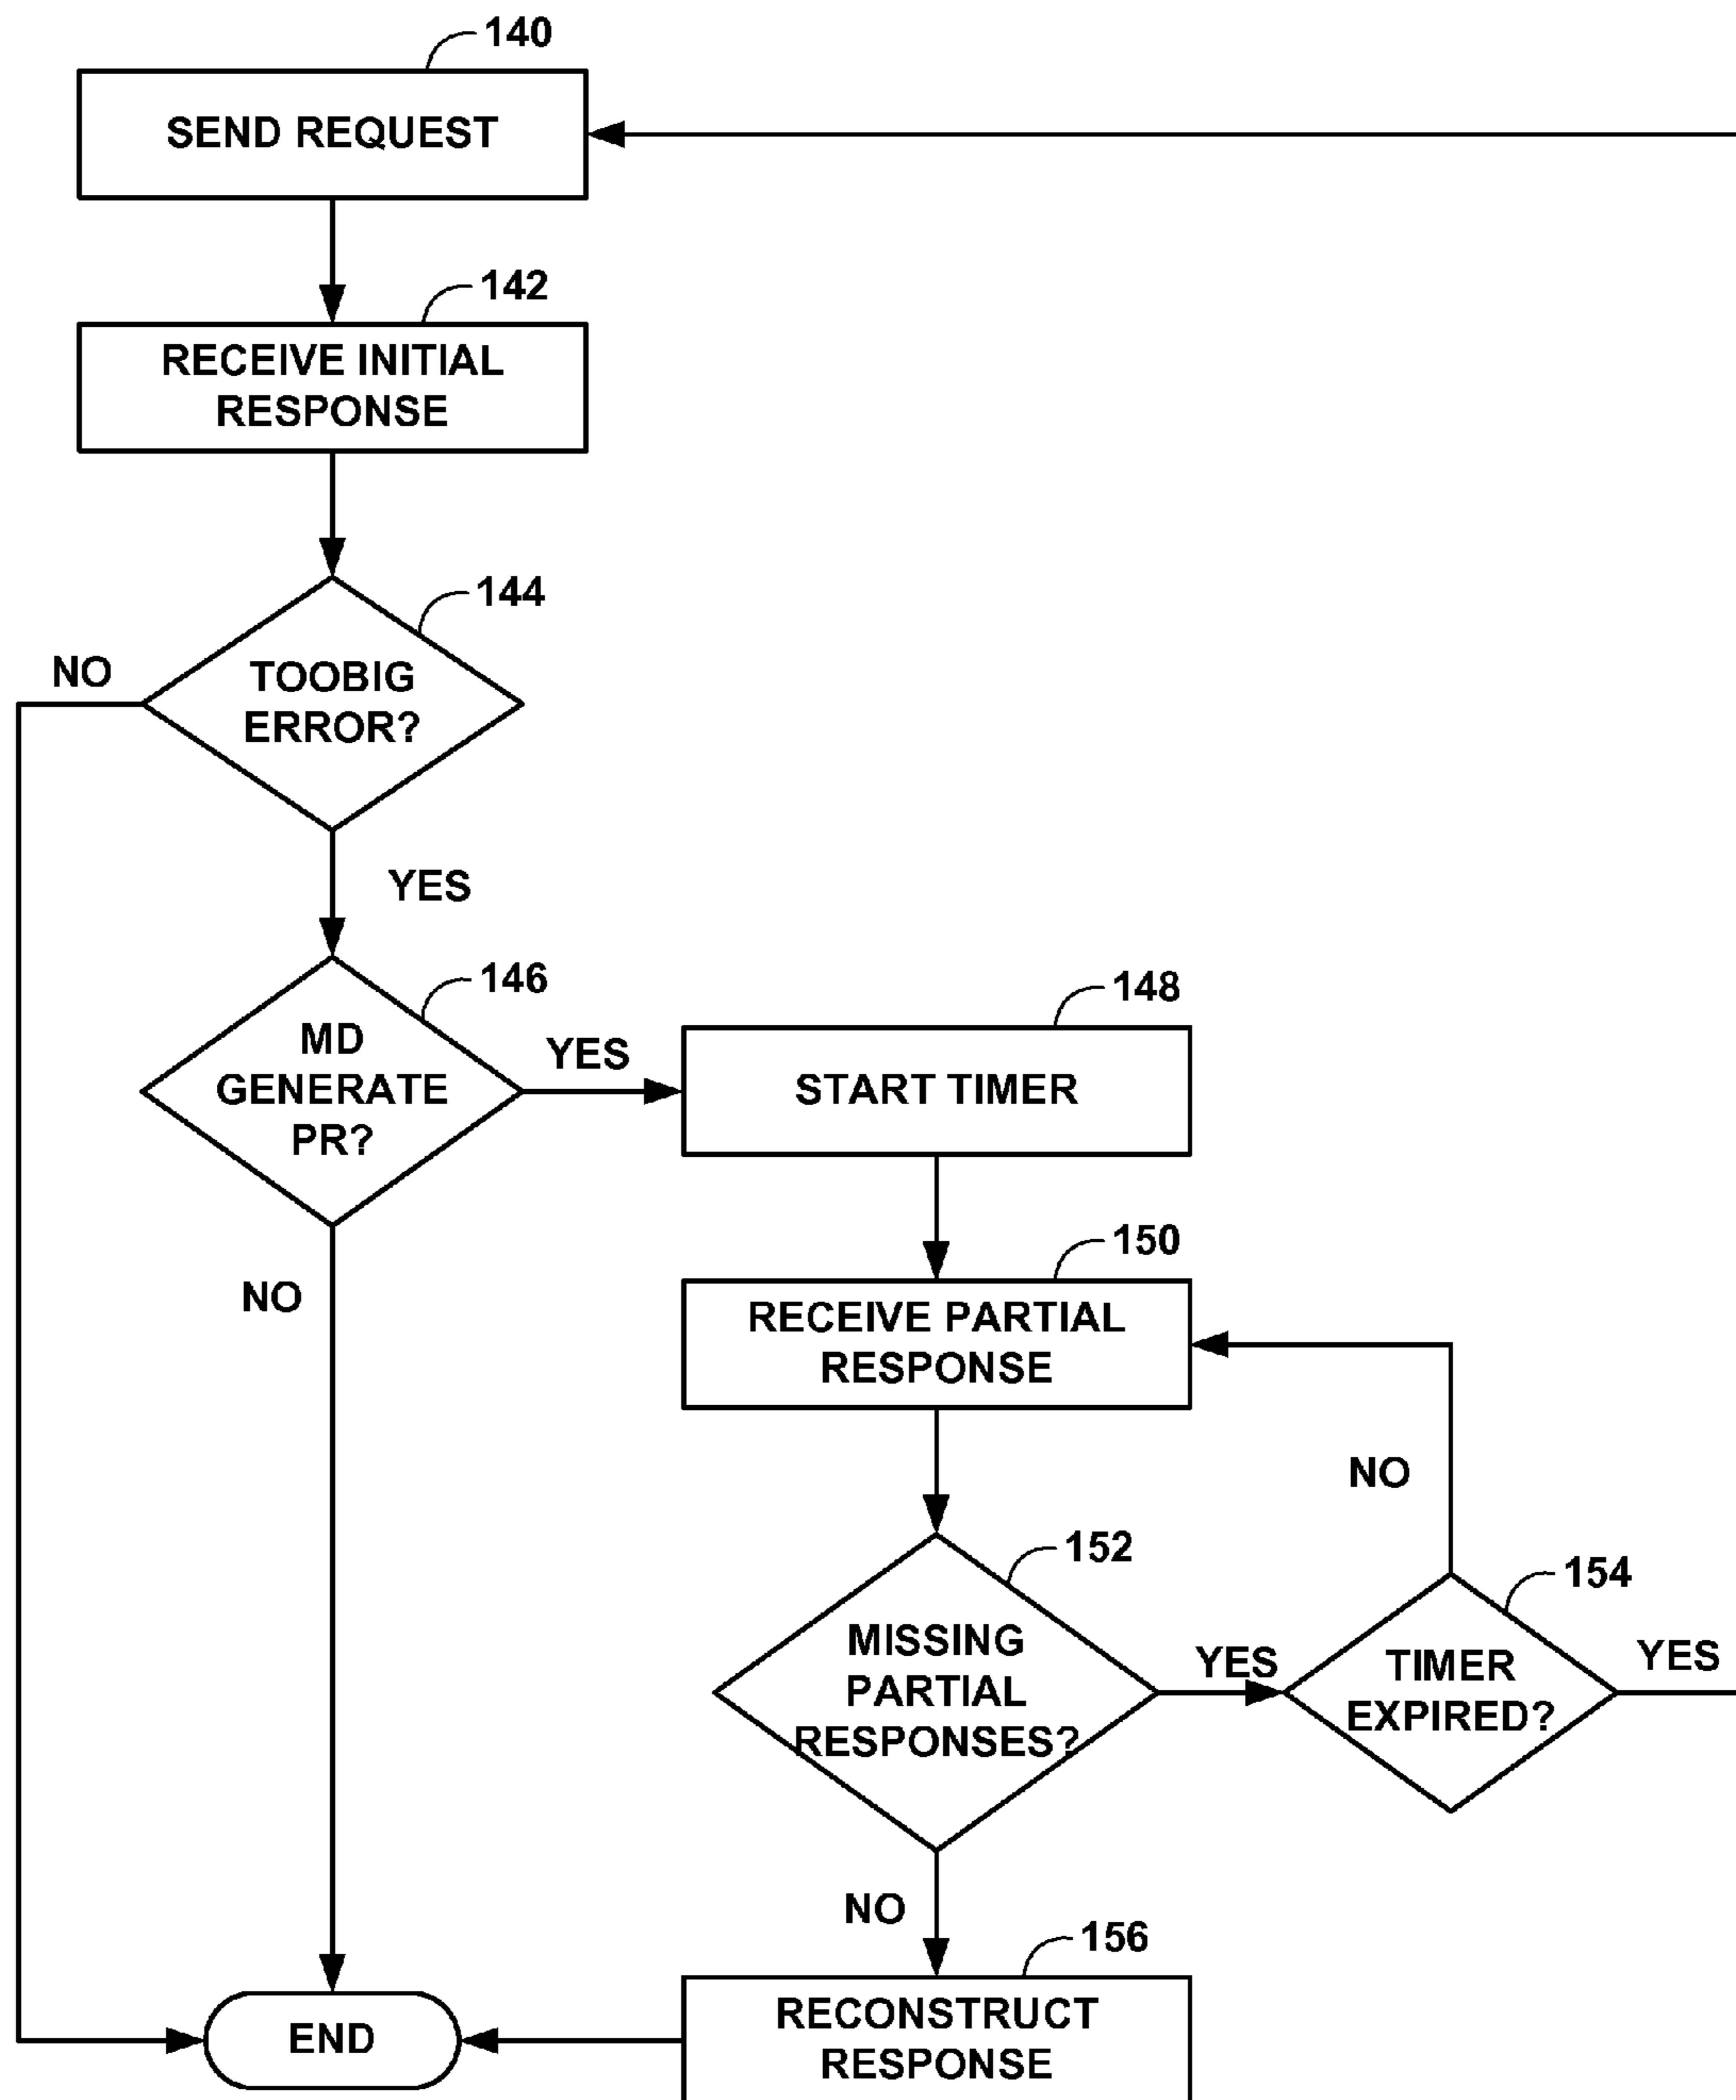 140
SEND REQUEST
142
RECEIVE INITIAL
RESPONSE
144
NO
TOOBIG
ERROR?
YES
146
MD
GENERATE
PR?
YES
148
START TIMER
NO
150
RECEIVE PARTIAL
RESPONSE
NO
152
154
MISSING
PARTIAL
RESPONSES?
YES
TIMER
EXPIRED?
YES
NO
156
RECONSTRUCT
RESPONSE
END